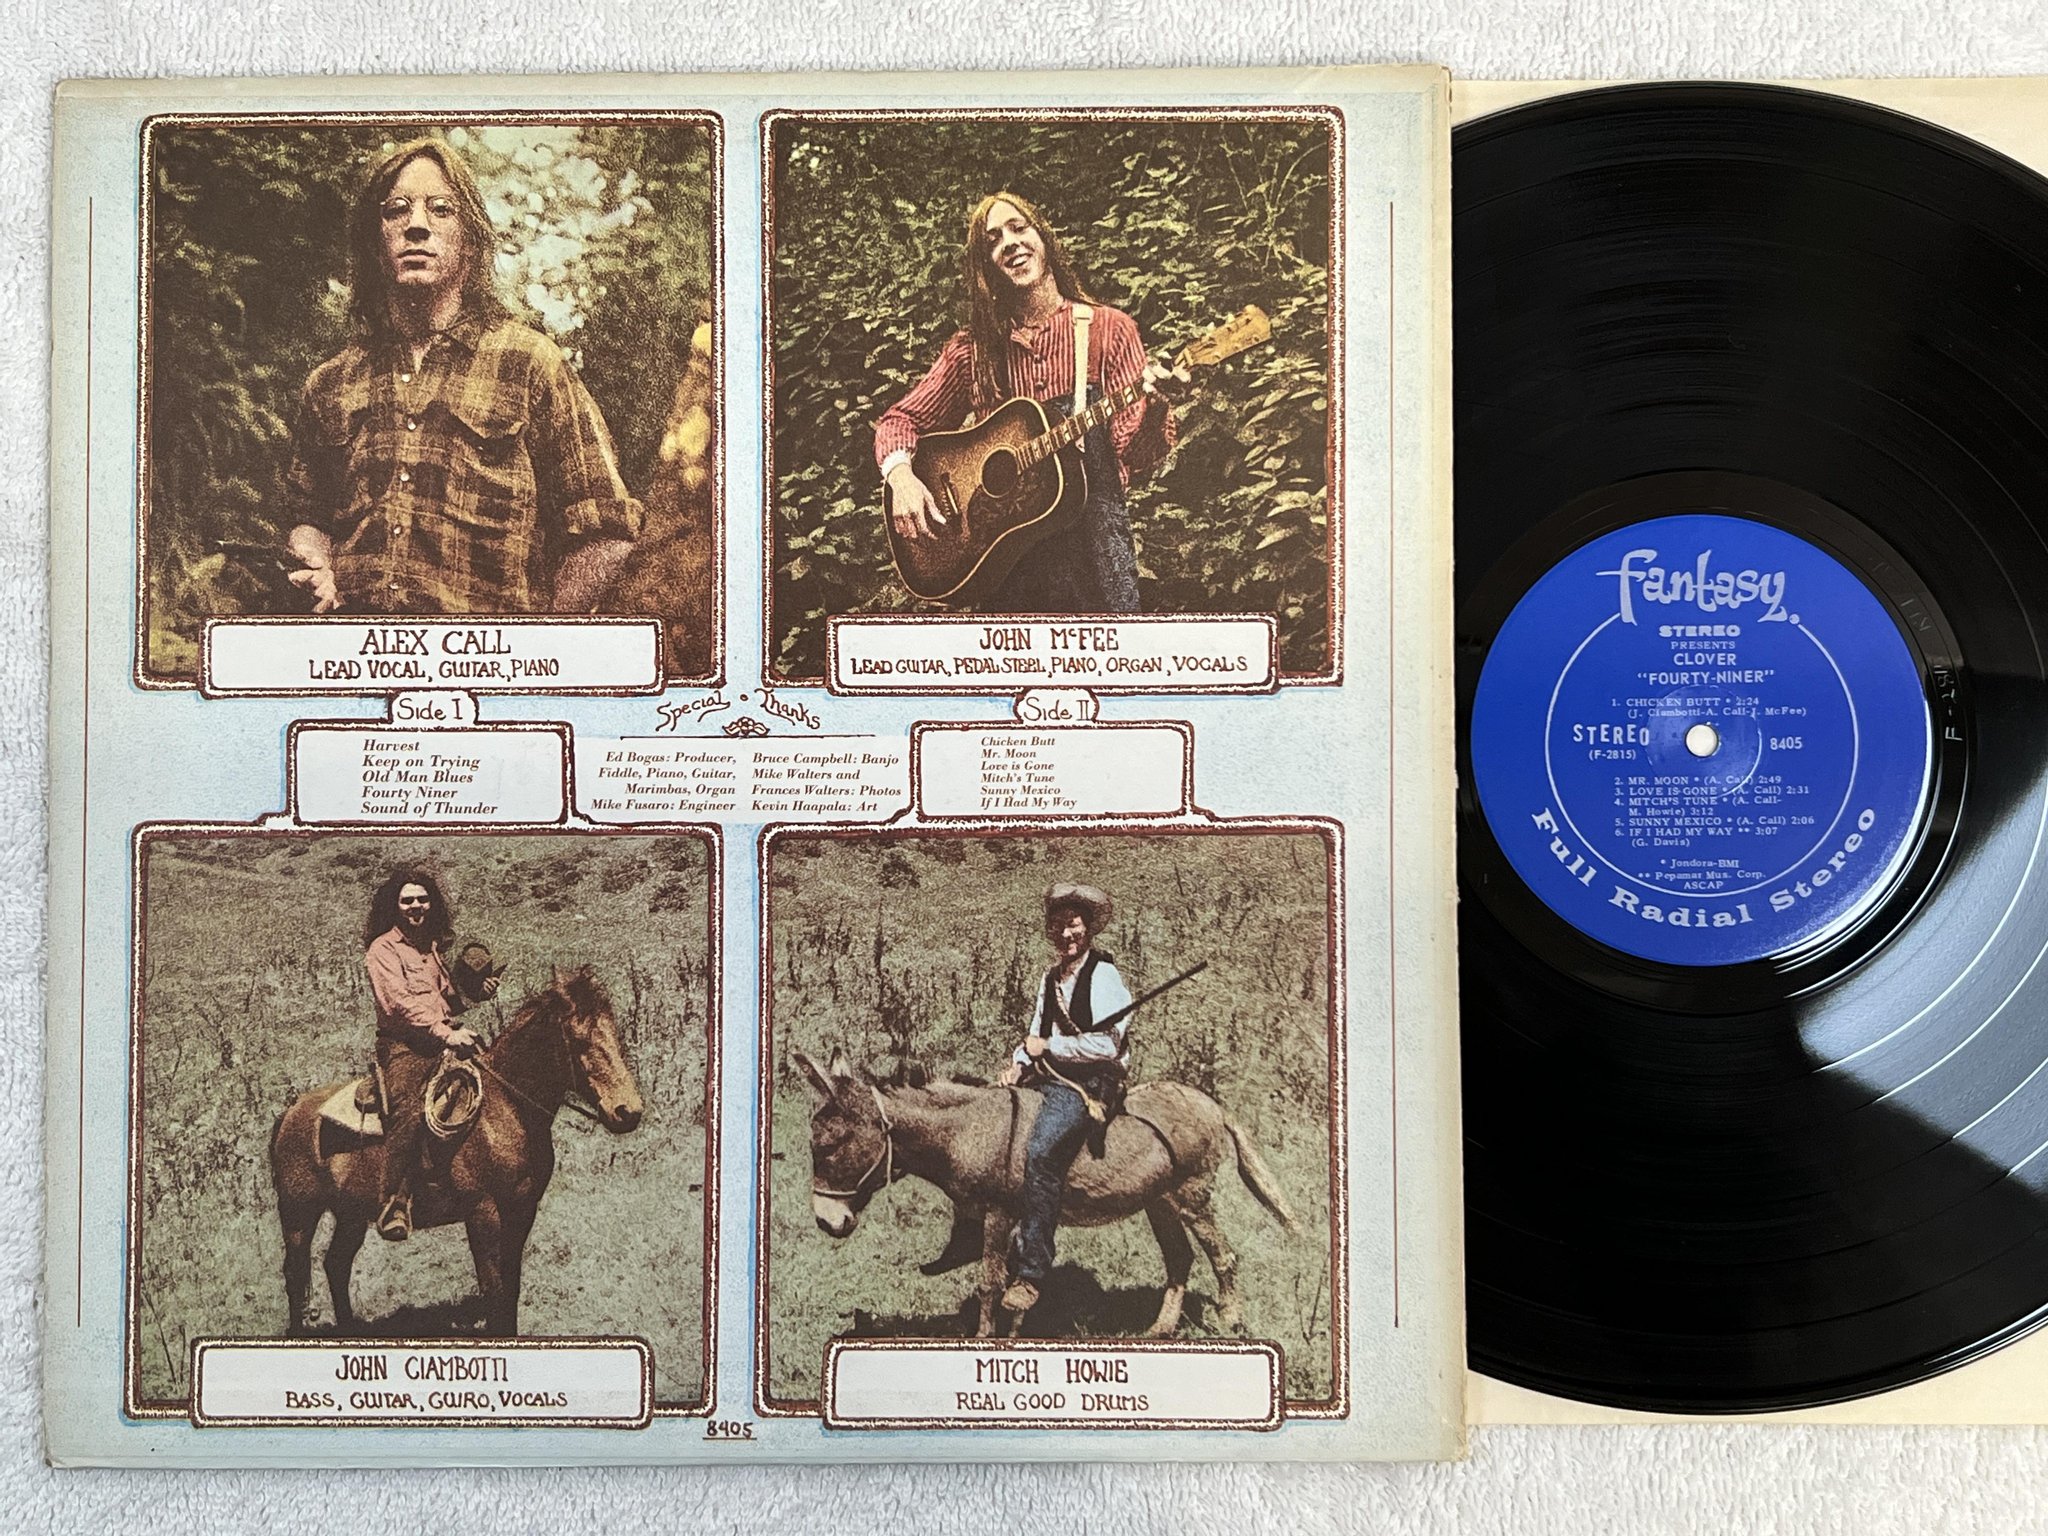 ALEX CALL
LEAD VOCAL, GUITAR, PIANO
JOHN McFEE
LEAD GUITAR, PEDAL STEEL, PIANO, ORGAN, VOCALS
Side I
Harvest
Keep on Trying
Old Man Blues
Fourty Niner
Sound of Thunder
Special • Thanks
Ed Bogas: Producer,
Fiddle, Piano, Guitar,
Marimbas, Organ
Mike Fusaro: Engineer
Bruce Campbell: Banjo
Mike Walters and
Frances Walters: Photos
Kevin Haapala: Art
Side II
Chicken Butt
Mr. Moon
Love is Gone
Mitch's Tune
Sunny Mexico
If I Had My Way
JOHN CIAMBOTTI
BASS, GUITAR, GUIRO, VOCALS
MITCH HOWIE
REAL GOOD DRUMS
8405
fantasy.
STEREO
PRESENTS
CLOVER
"FOURTY-NINER"
1. CHICKEN BUTT * 2:24
(J. Ciambotti-A. Call-J. McFee)
STEREO
(F-2815)
8405
2. MR. MOON * (A. Call) 2:49
3. LOVE IS GONE * (A. Call) 2:31
4. MITCH'S TUNE * (A. Call-
M. Howie) 3:12
5. SUNNY MEXICO * (A. Call) 2:06
6. IF I HAD MY WAY ** 3:07
(G. Davis)
* Jondora-BMI
** Pepamar Mus. Corp.
ASCAP
Full Radial Stereo